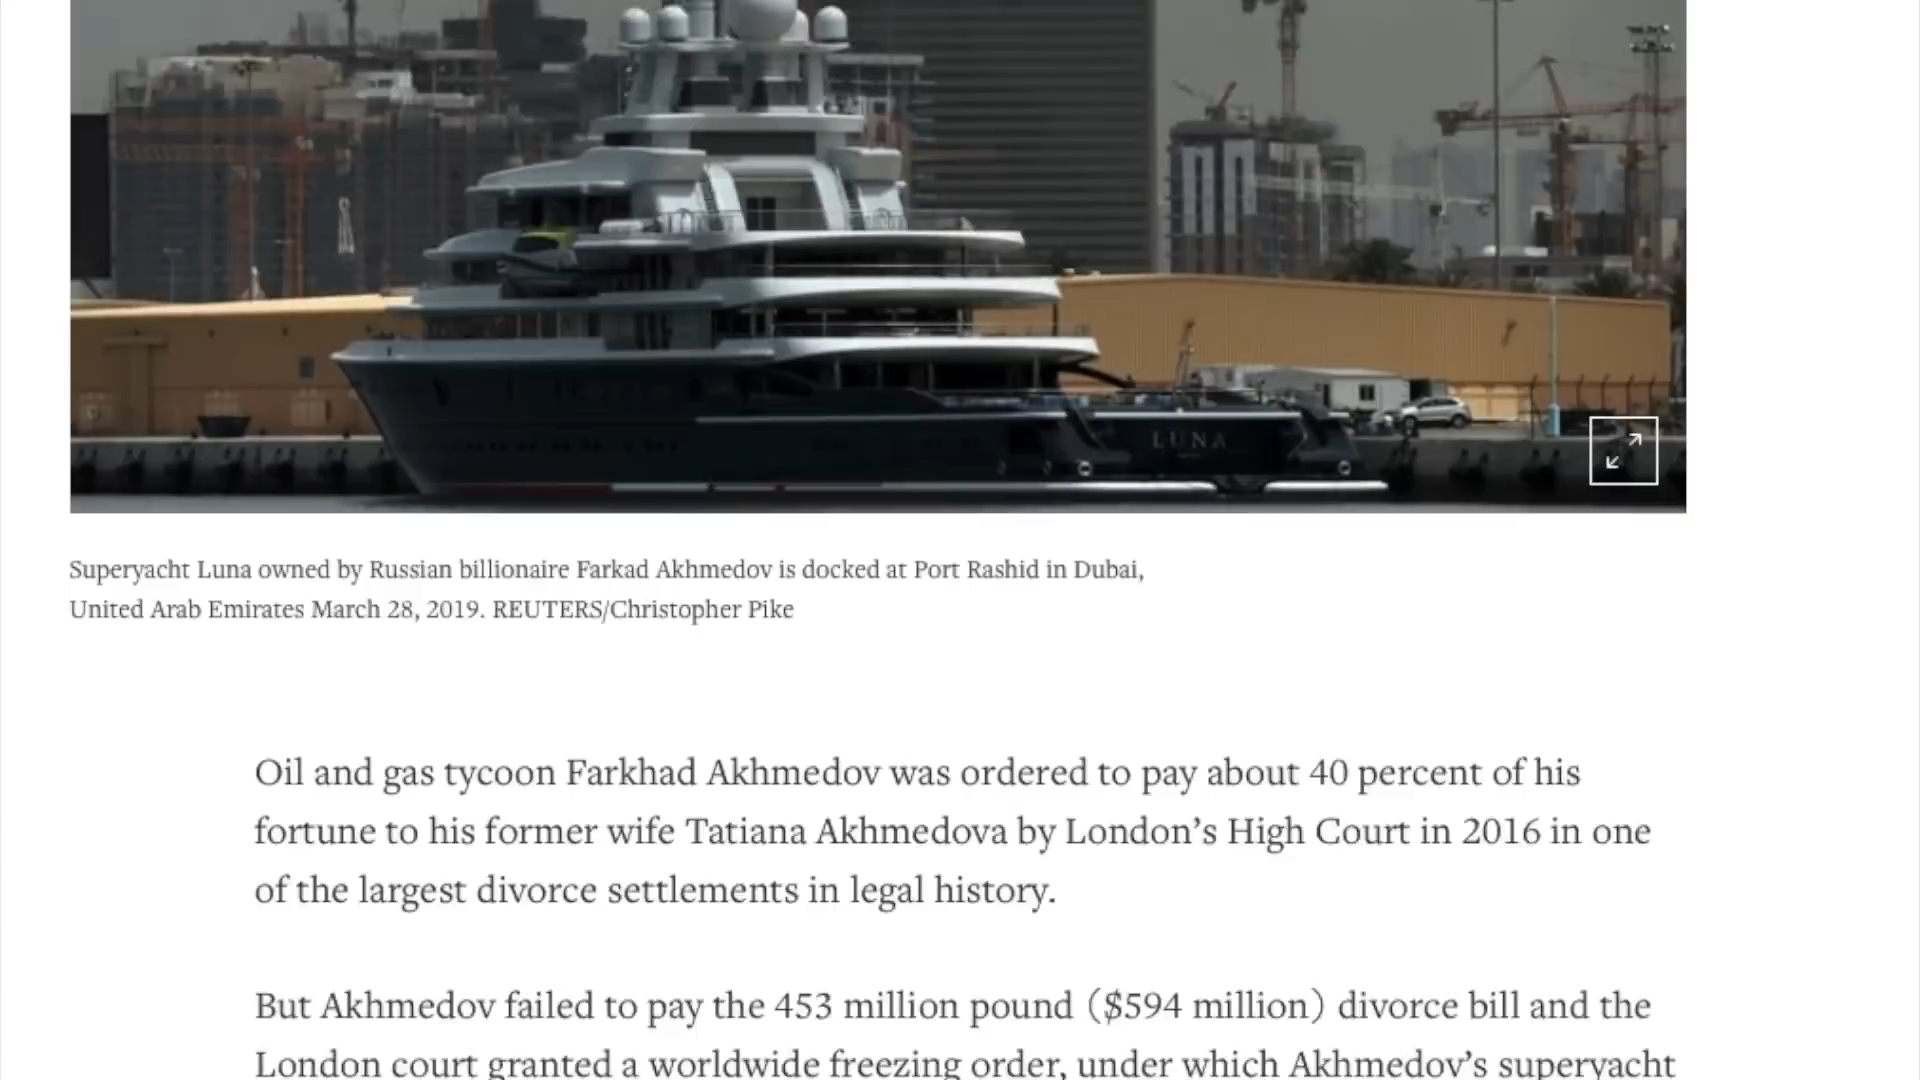 LUNA
Superyacht Luna owned by Russian billionaire Farkad Akhmedov is docked at Port Rashid in Dubai,
United Arab Emirates March 28, 2019. REUTERS/Christopher Pike
Oil and gas tycoon Farkhad Akhmedov was ordered to pay about 40 percent of his
fortune to his former wife Tatiana Akhmedova by London’s High Court in 2016 in one
of the largest divorce settlements in legal history.
But Akhmedov failed to pay the 453 million pound ($594 million) divorce bill and the
London court granted a worldwide freezing order, under which Akhmedov’s superyacht